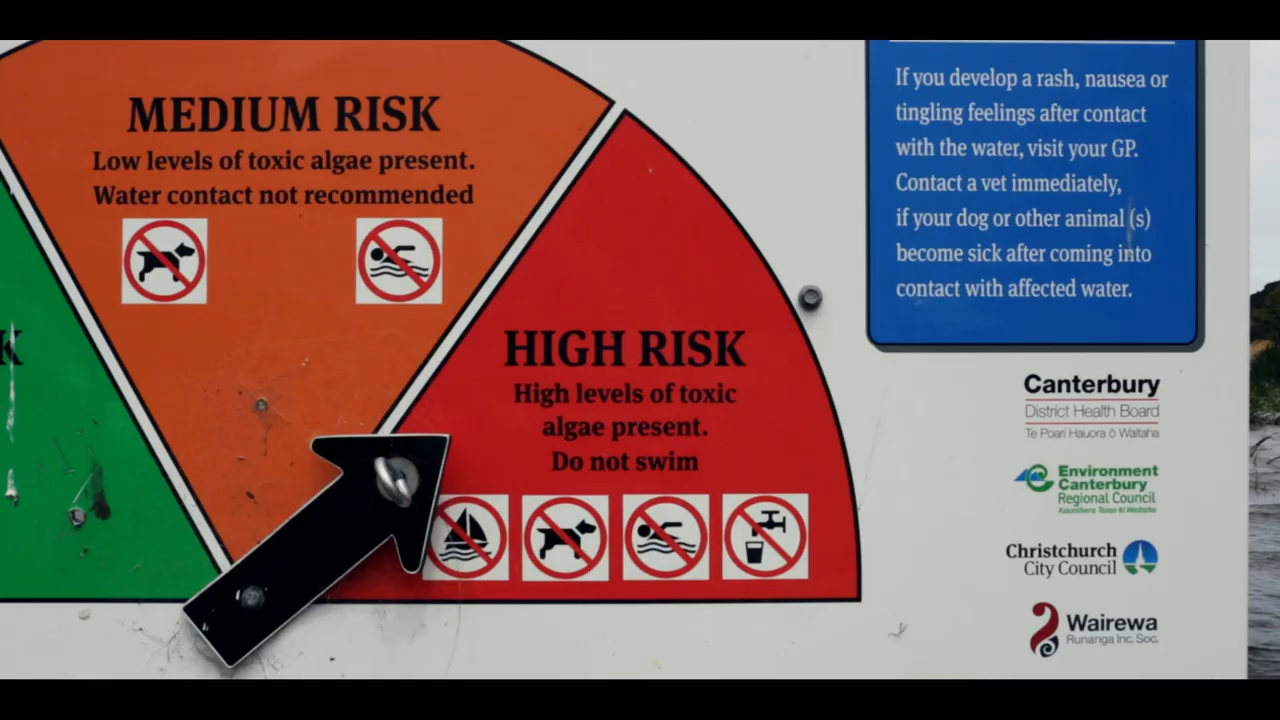 MEDIUM RISK
Low levels of toxic algae present.
Water contact not recommended
K
HIGH RISK
High levels of toxic
algae present.
Do not swim
If you develop a rash, nausea or
tingling feelings after contact
with the water, visit your GP.
Contact a vet immediately,
if your dog or other animal (s)
become sick after coming into
contact with affected water.
Canterbury
District Health Board
Te Poari Hauora ō Waitaha
Environment
Canterbury
Regional Council
Kaunihera Taiao ki Waitaha
Christchurch
City Council
Wairewa
Runanga Inc. Soc.